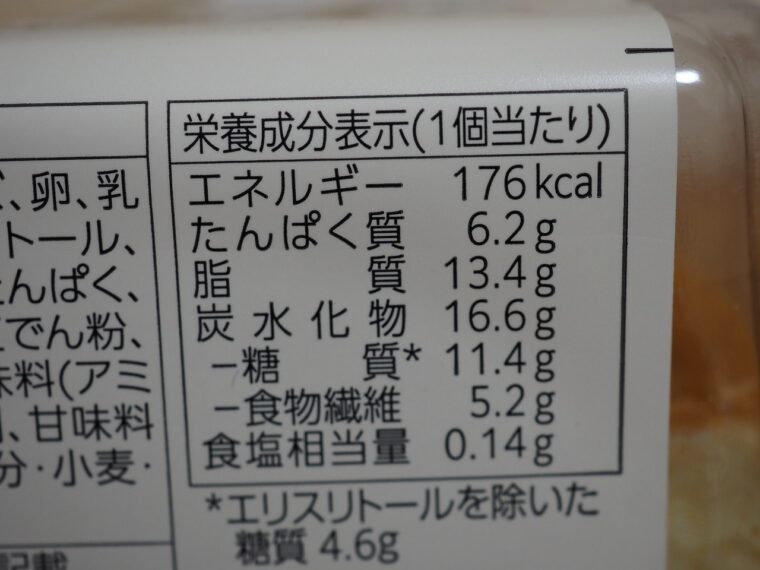 、卵、乳
トール、
たんぱく、
でん粉、
味料(アミ
、甘味料
分・小麦・
記載
栄養成分表示(1個当たり)
エネルギー 176kcal
たんぱく質 6.2g
脂質 13.4g
炭水化物 16.6g
−糖質* 11.4g
−食物繊維 5.2g
食塩相当量 0.14g
*エリスリトールを除いた
糖質 4.6g